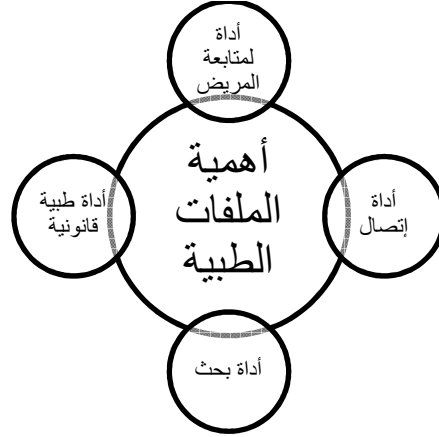 أداة
لمتابعة
المريض
أهمية
الملفات
الطبية
أداة
إتصال
أداة طبية
قانونية
أداة بحث